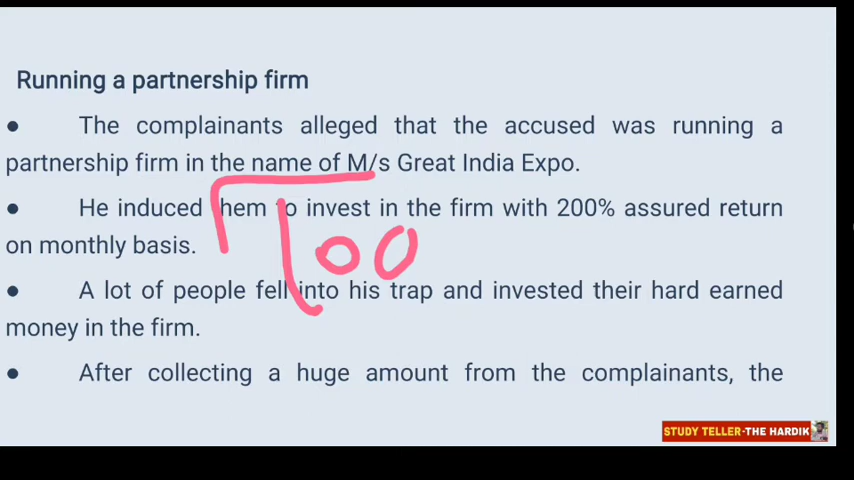 Running a partnership firm
● The complainants alleged that the accused was running a
partnership firm in the name of M/s Great India Expo.
● He induced them to invest in the firm with 200% assured return
on monthly basis.
100
● A lot of people fell into his trap and invested their hard earned
money in the firm.
● After collecting a huge amount from the complainants, the
STUDY TELLER-THE HARDIK